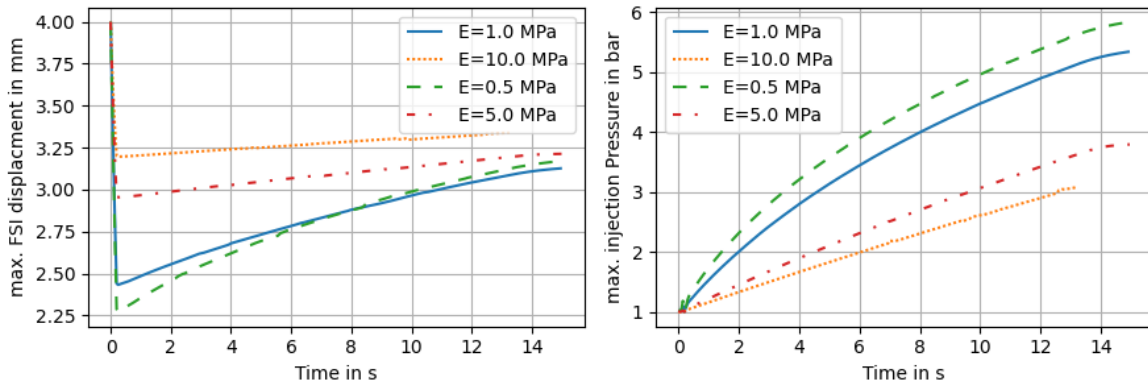 max. FSI displacment in mm
4.00
3.75
3.50
3.25
3.00
2.75
2.50
2.25
E=1.0 MPa
E=10.0 MPa
E=0.5 MPa
E=5.0 MPa
0 2 4 6 8 10 12 14
Time in s
max. injection Pressure in bar
6
5
4
3
2
1
E=1.0 MPa
E=10.0 MPa
E=0.5 MPa
E=5.0 MPa
0 2 4 6 8 10 12 14
Time in s